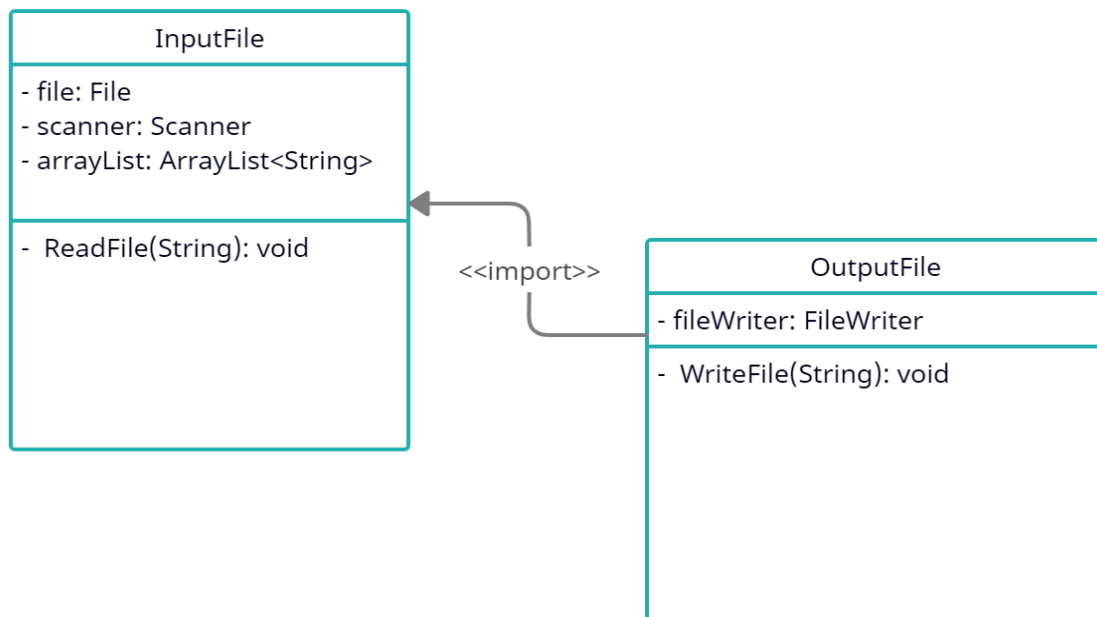 InputFile
- file: File
- scanner: Scanner
- arrayList: ArrayList<String>
- ReadFile(String): void
<<import>>
OutputFile
- fileWriter: FileWriter
- WriteFile(String): void